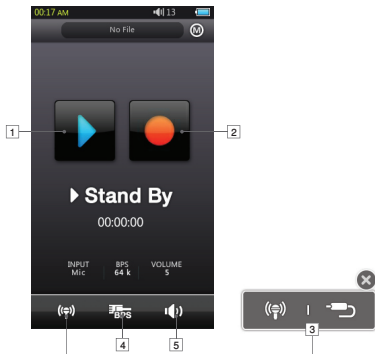 00:17 AM 13
No File
M
1
2
Stand By
00:00:00
INPUT BPS VOLUME
Mic 64 k 5
BPS
3
4
5